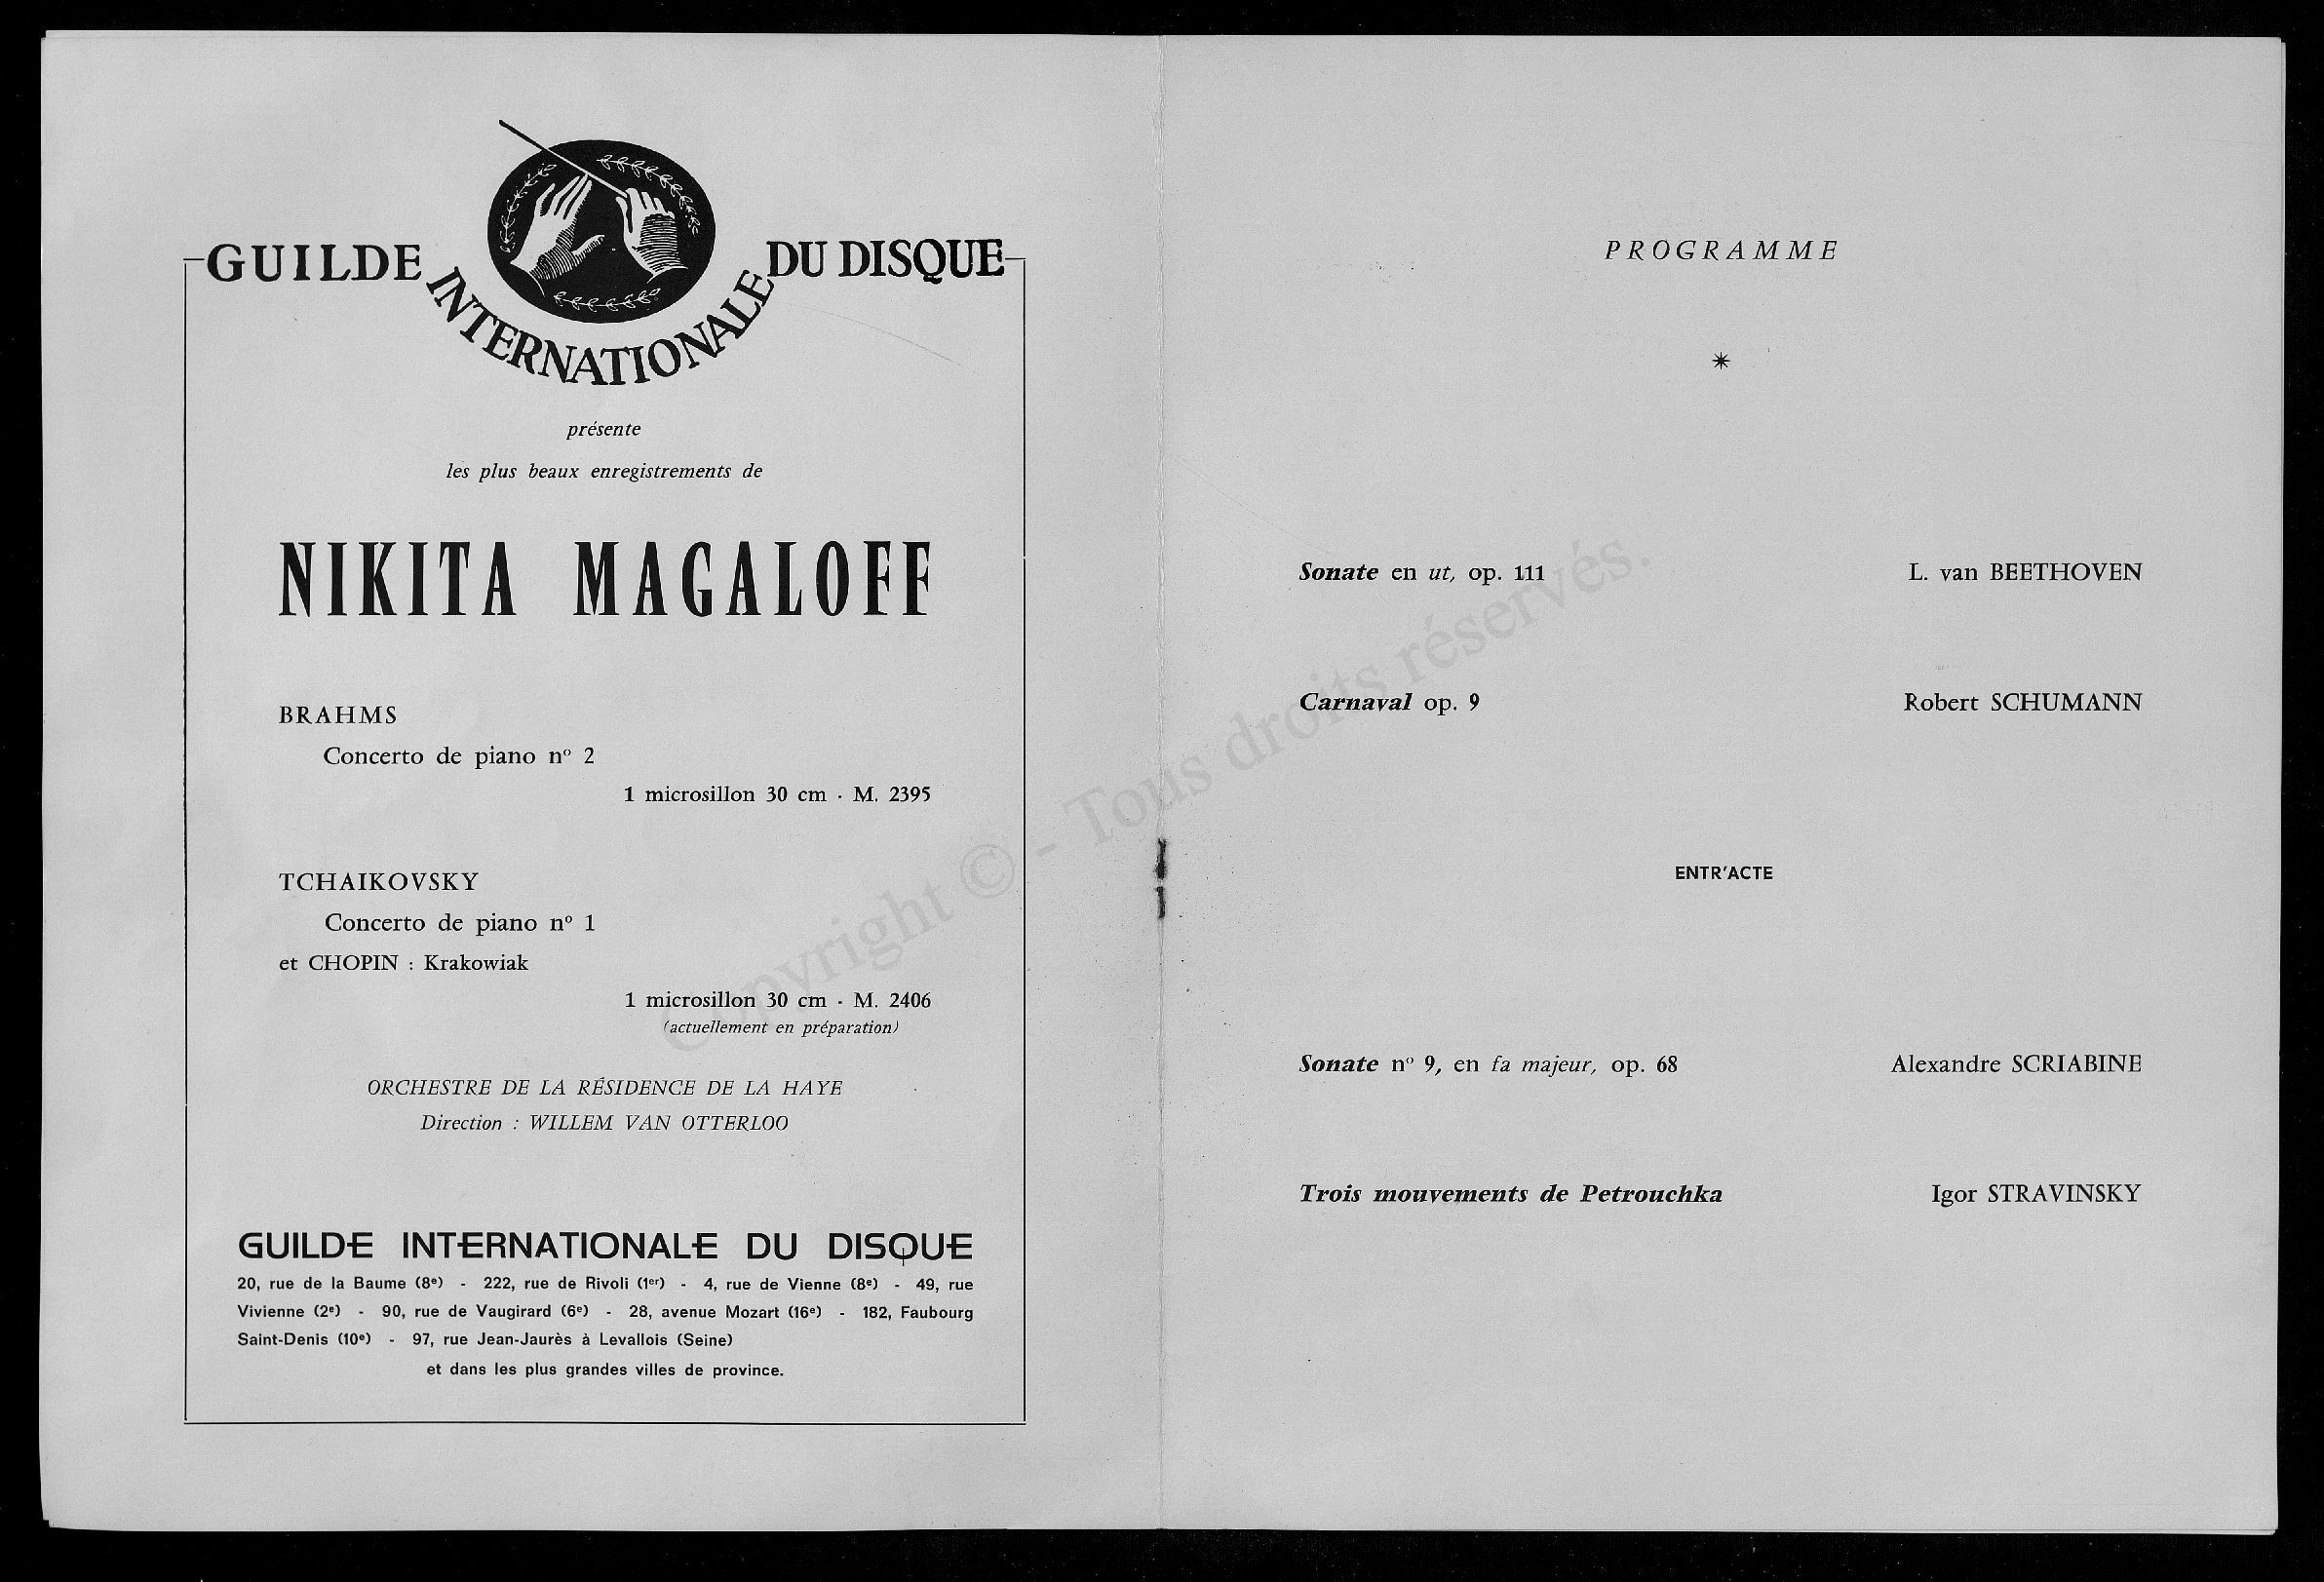 GUILDE INTERNATIONALE DU DISQUE
présente
les plus beaux enregistrements de
NIKITA MAGALOFF
BRAHMS
Concerto de piano nº 2
1 microsillon 30 cm - M. 2395
TCHAIKOVSKY
Concerto de piano nº 1
et CHOPIN : Krakowiak
1 microsillon 30 cm - M. 2406
(actuellement en préparation)
ORCHESTRE DE LA RÉSIDENCE DE LA HAYE
Direction : WILLEM VAN OTTERLOO
GUILDE INTERNATIONALE DU DISQUE
20, rue de la Baume (8e) - 222, rue de Rivoli (1er) - 4, rue de Vienne (8e) - 49, rue
Vivienne (2e) - 90, rue de Vaugirard (6e) - 28, avenue Mozart (16e) - 182, Faubourg
Saint-Denis (10e) - 97, rue Jean-Jaurès à Levallois (Seine)
et dans les plus grandes villes de province.
PROGRAMME
Sonate en ut, op. 111 L. van BEETHOVEN
Carnaval op. 9 Robert SCHUMANN
ENTR'ACTE
Sonate nº 9, en fa majeur, op. 68 Alexandre SCRIABINE
Trois mouvements de Petrouchka Igor STRAVINSKY
Copyright © - Tous droits réservés.